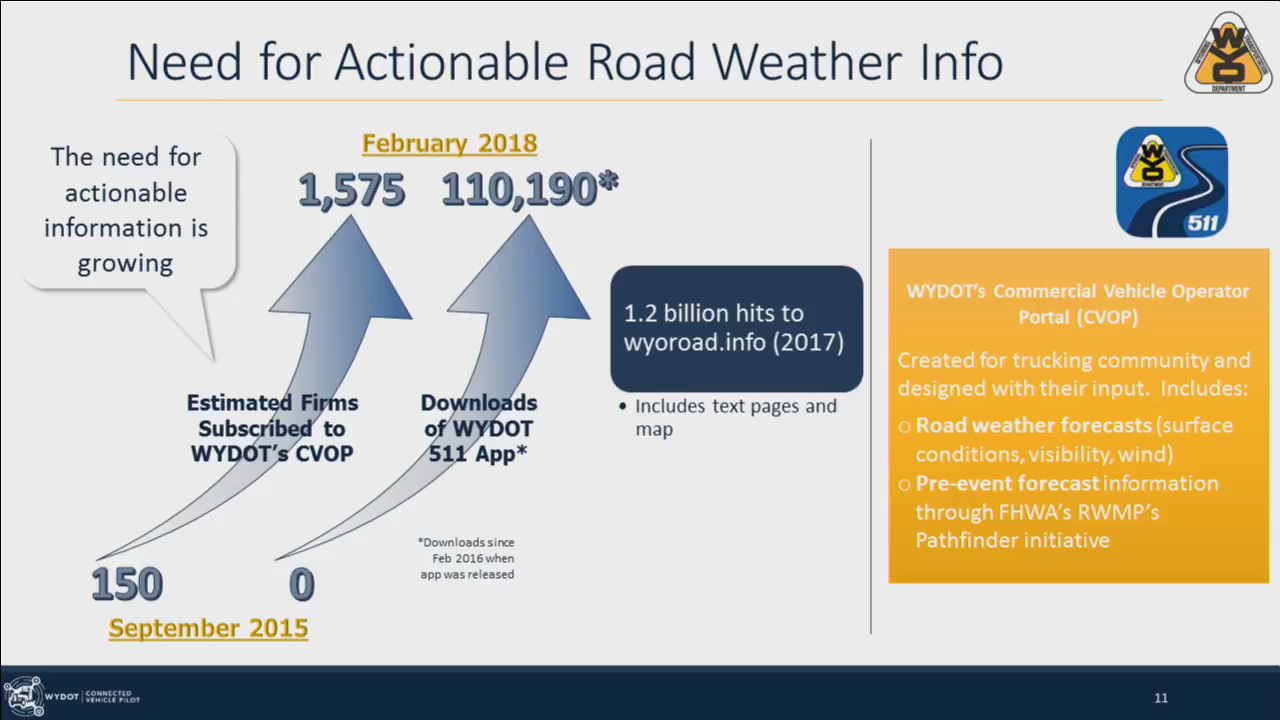 Need for Actionable Road Weather Info
WYO
DEPARTMENT
The need for
actionable
information is
growing
February 2018
1,575 110,190*
Estimated Firms
Subscribed to
WYDOT's CVOP
Downloads
of WYDOT
511 App*
*Downloads since
Feb 2016 when
app was released
150 0
September 2015
1.2 billion hits to
wyoroad.info (2017)
• Includes text pages and
map
WYO
511
WYDOT's Commercial Vehicle Operator
Portal (CVOP)
Created for trucking community and
designed with their input. Includes:
o Road weather forecasts (surface
conditions, visibility, wind)
o Pre-event forecast information
through FHWA's RWMP's
Pathfinder initiative
WYDOT | CONNECTED
VEHICLE PILOT
11